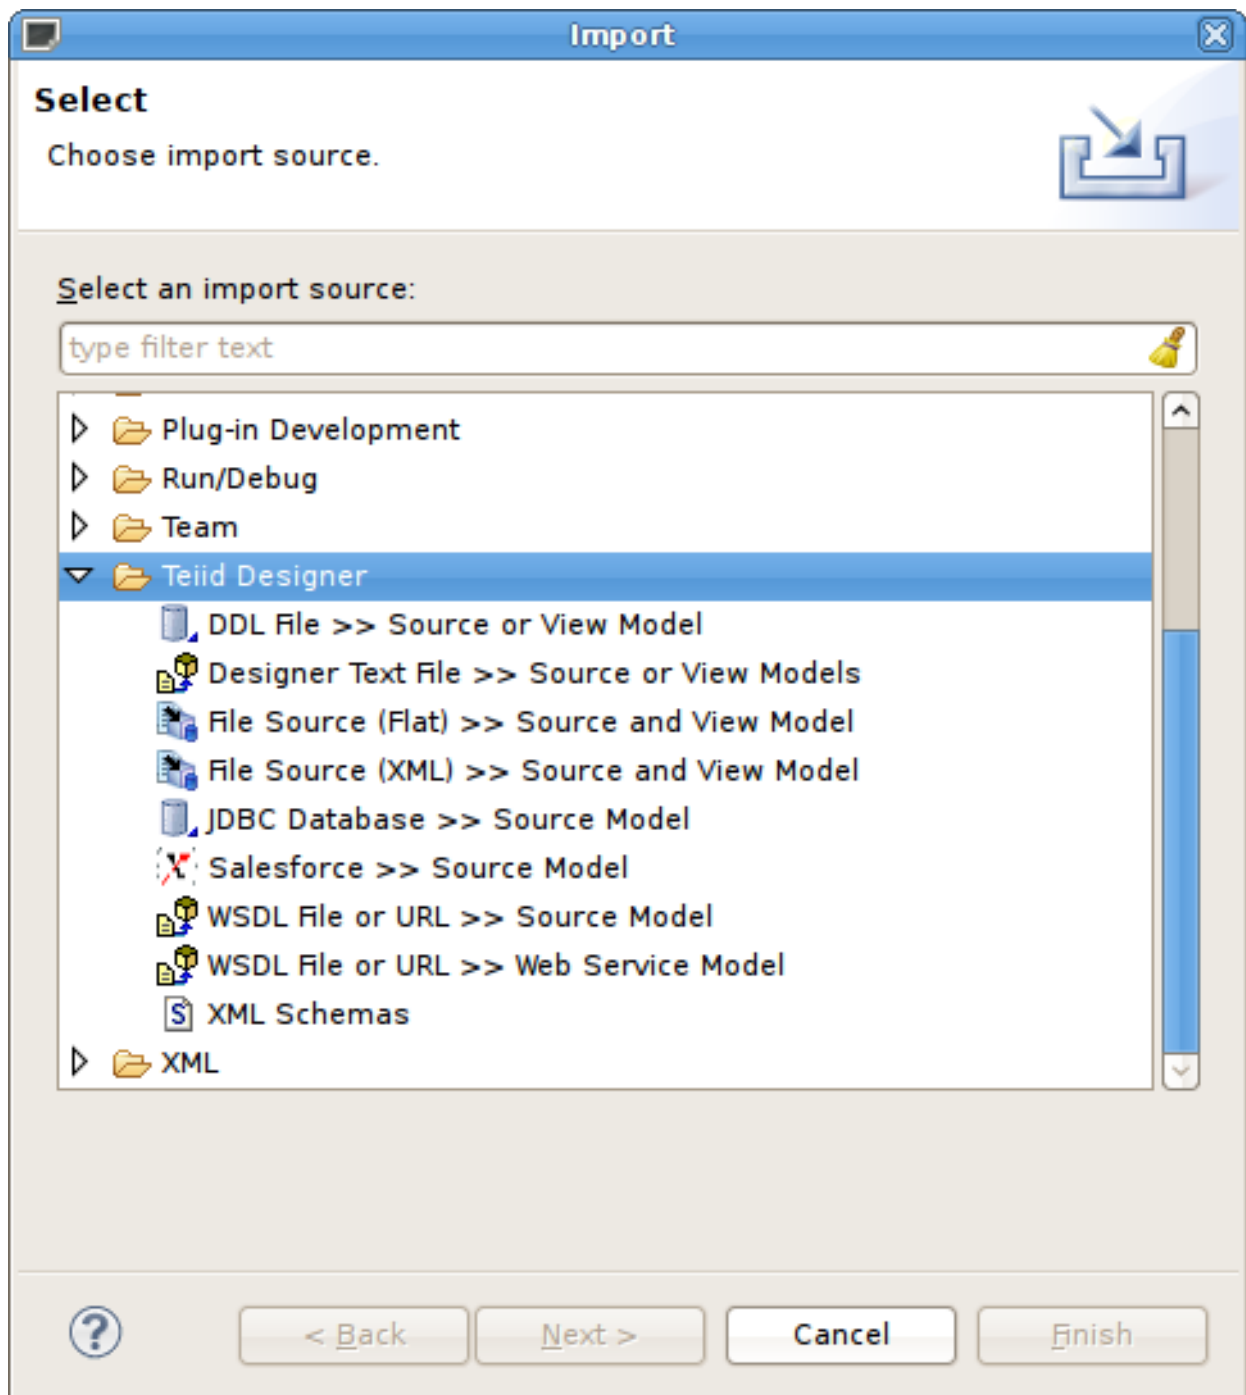 Import
Select
Choose import source.
Select an import source:
type filter text
Plug-in Development
Run/Debug
Team
Teiid Designer
DDL File >> Source or View Model
Designer Text File >> Source or View Models
File Source (Flat) >> Source and View Model
File Source (XML) >> Source and View Model
JDBC Database >> Source Model
Salesforce >> Source Model
WSDL File or URL >> Source Model
WSDL File or URL >> Web Service Model
XML Schemas
XML
< Back Next > Cancel Finish